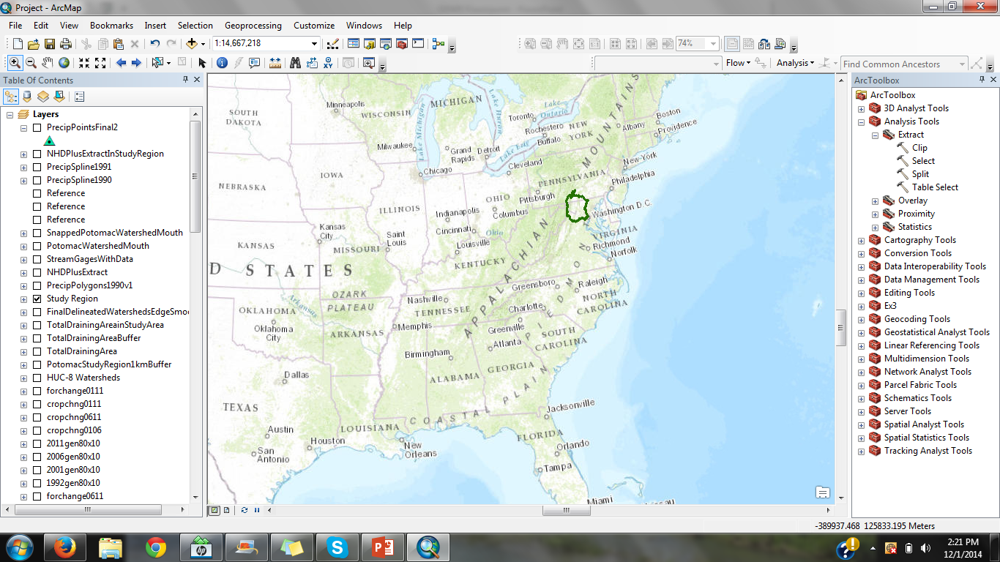 Project - ArcMap
File Edit View Bookmarks Insert Selection Geoprocessing Customize Windows Help
1:14,667,218
74%
Flow
Analysis
Find Common Ancestors
Table Of Contents
Layers
PrecipPointsFinal2
NHDPlusExtractInStudyRegion
PrecipSpline1991
PrecipSpline1990
Reference
Reference
Reference
SnappedPotomacWatershedMouth
PotomacWatershedMouth
StreamGagesWithData
NHDPlusExtract
PrecipPolygons1990v1
Study Region
FinalDelineatedWatershedsEdgeSmo
TotalDrainingAreainStudyArea
TotalDrainingAreaBuffer
TotalDrainingArea
PotomacStudyRegion1kmBuffer
HUC-8 Watersheds
forchange0111
cropchng0111
cropchng0611
cropchng0106
2011gen80x10
2006gen80x10
2001gen80x10
1992gen80x10
forchange0611
SOUTH
DAKOTA
Minneapolis
WISCONSIN
MICHIGAN
Lake Michigan
Lake Huron
Lake
Ontario
Toronto
Rochester
NEW
YORK
Buffalo
Albany
Boston
Providence
MOUNTAINS
Milwaukee
Grand
Rapids
Detroit
Lake Erie
Cleveland
New York
Chicago
IOWA
NEBRASKA
PENNSYLVANIA
Philadelphia
Pittsburgh
OHIO
Columbus
ILLINOIS
Indianapolis
Washington D.C.
Cincinnati
Ohio
VIRGINIA
Richmond
Norfolk
Kansas
City
KANSAS
MISSOURI
Saint
Louis
Louisville
KENTUCKY
APPALACHIAN
D STATES
OZARK
PLATEAU
Greensboro
Raleigh
PIEDMONT
Nashville
TENNESSEE
Charlotte
NORTH
CAROLINA
OKLAHOMA
Arkansas
Oklahoma
City
ARKANSAS
Memphis
Greenville
SOUTH
CAROLINA
Atlanta
Birmingham
GEORGIA
ALABAMA
Dallas
TEXAS
COASTAL PLAIN
Jacksonville
LOUISIANA
FLORIDA
Austin
Houston
New
Orleans
Orlando
San
Antonio
Tampa
Miami
ArcToolbox
ArcToolbox
3D Analyst Tools
Analysis Tools
Extract
Clip
Select
Split
Table Select
Overlay
Proximity
Statistics
Cartography Tools
Conversion Tools
Data Interoperability Tools
Data Management Tools
Editing Tools
Ex3
Geocoding Tools
Geostatistical Analyst Tools
Linear Referencing Tools
Multidimension Tools
Network Analyst Tools
Parcel Fabric Tools
Schematics Tools
Server Tools
Spatial Analyst Tools
Spatial Statistics Tools
Tracking Analyst Tools
-389937.468 125833.195 Meters
2:21 PM
12/1/2014